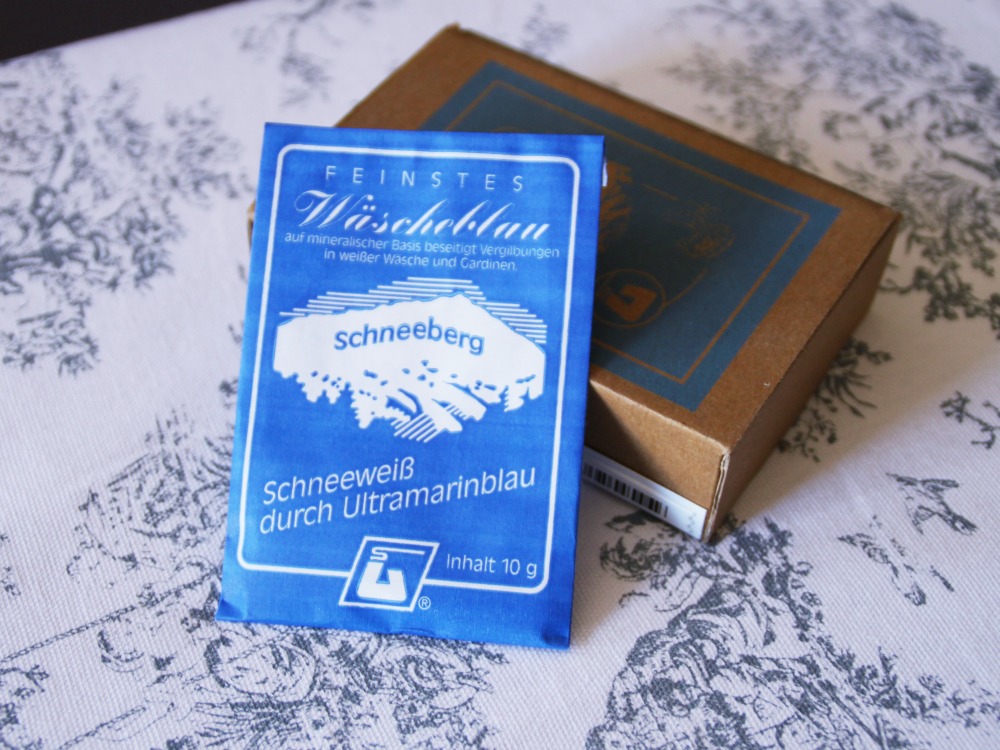 FEINSTES
Wäscheblau
auf mineralischer Basis beseitigt Vergilbungen
in weißer Wäsche und Gardinen.
Schneeberg
Schneeweiß
durch Ultramarinblau
Inhalt 10 g
®